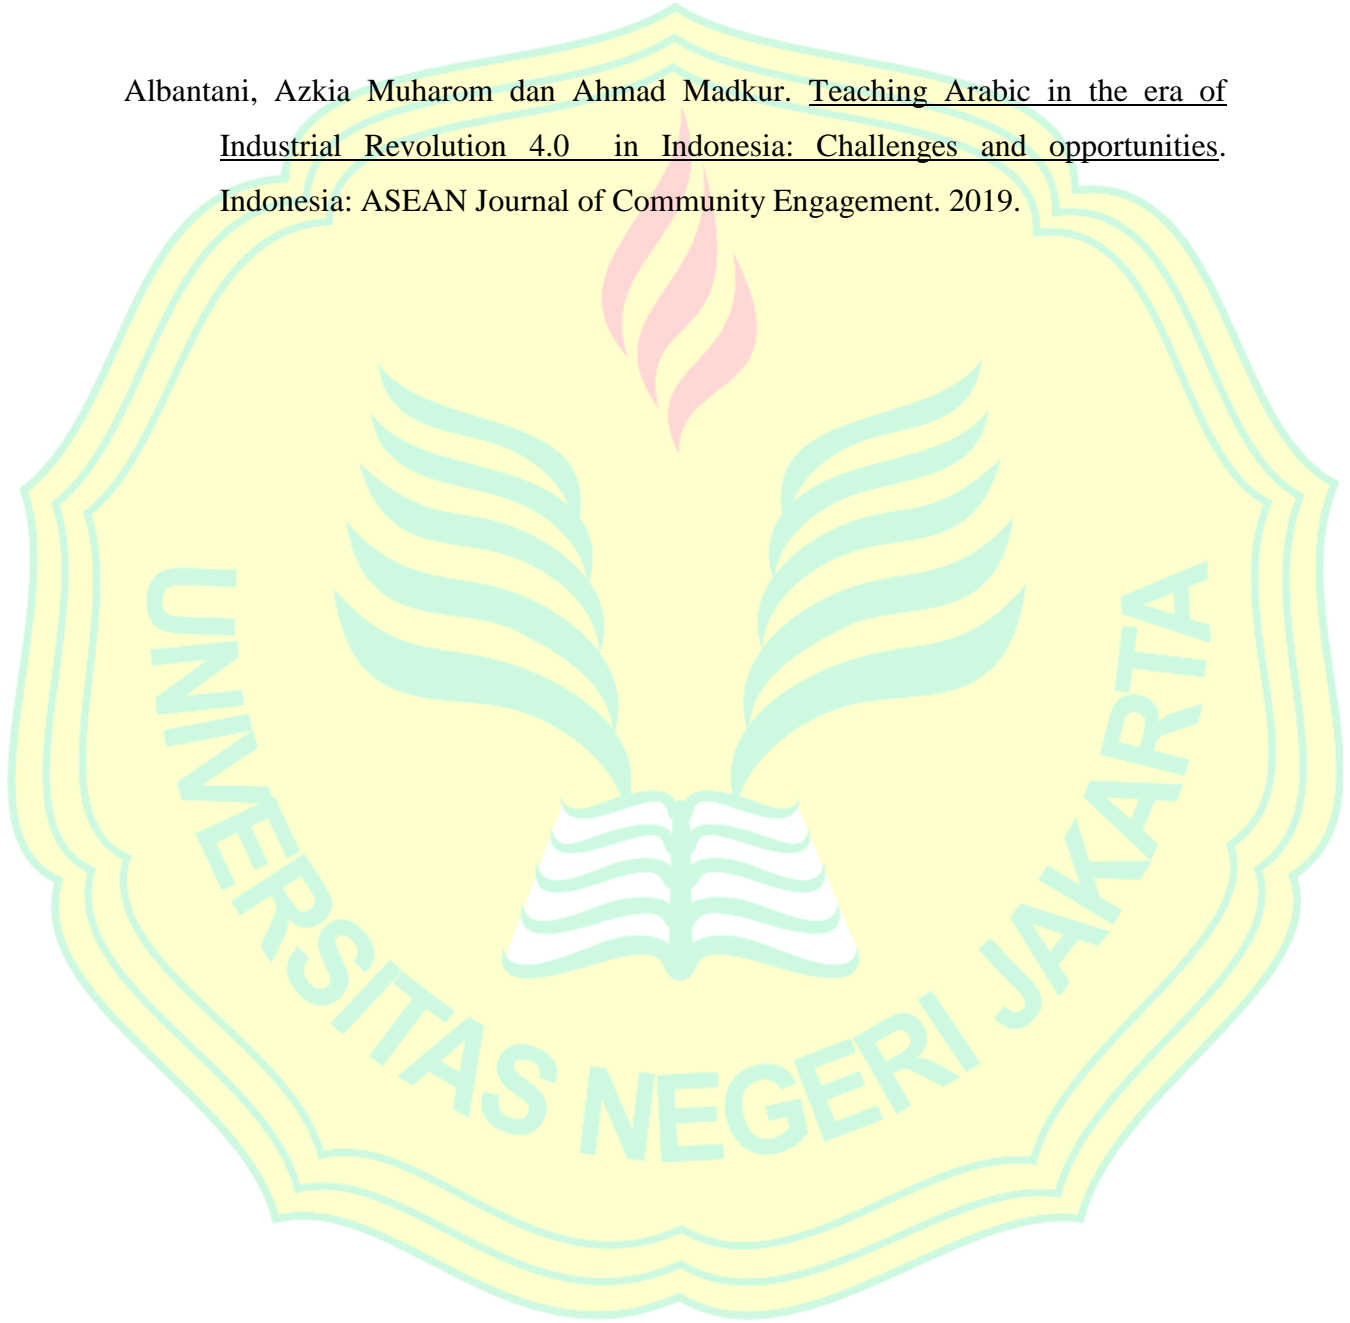 Albantani, Azkia Muharom dan Ahmad Madkur. Teaching Arabic in the era of
Industrial Revolution 4.0 in Indonesia: Challenges and opportunities.
Indonesia: ASEAN Journal of Community Engagement. 2019.
UNIVERSITAS NEGERI JAKARTA